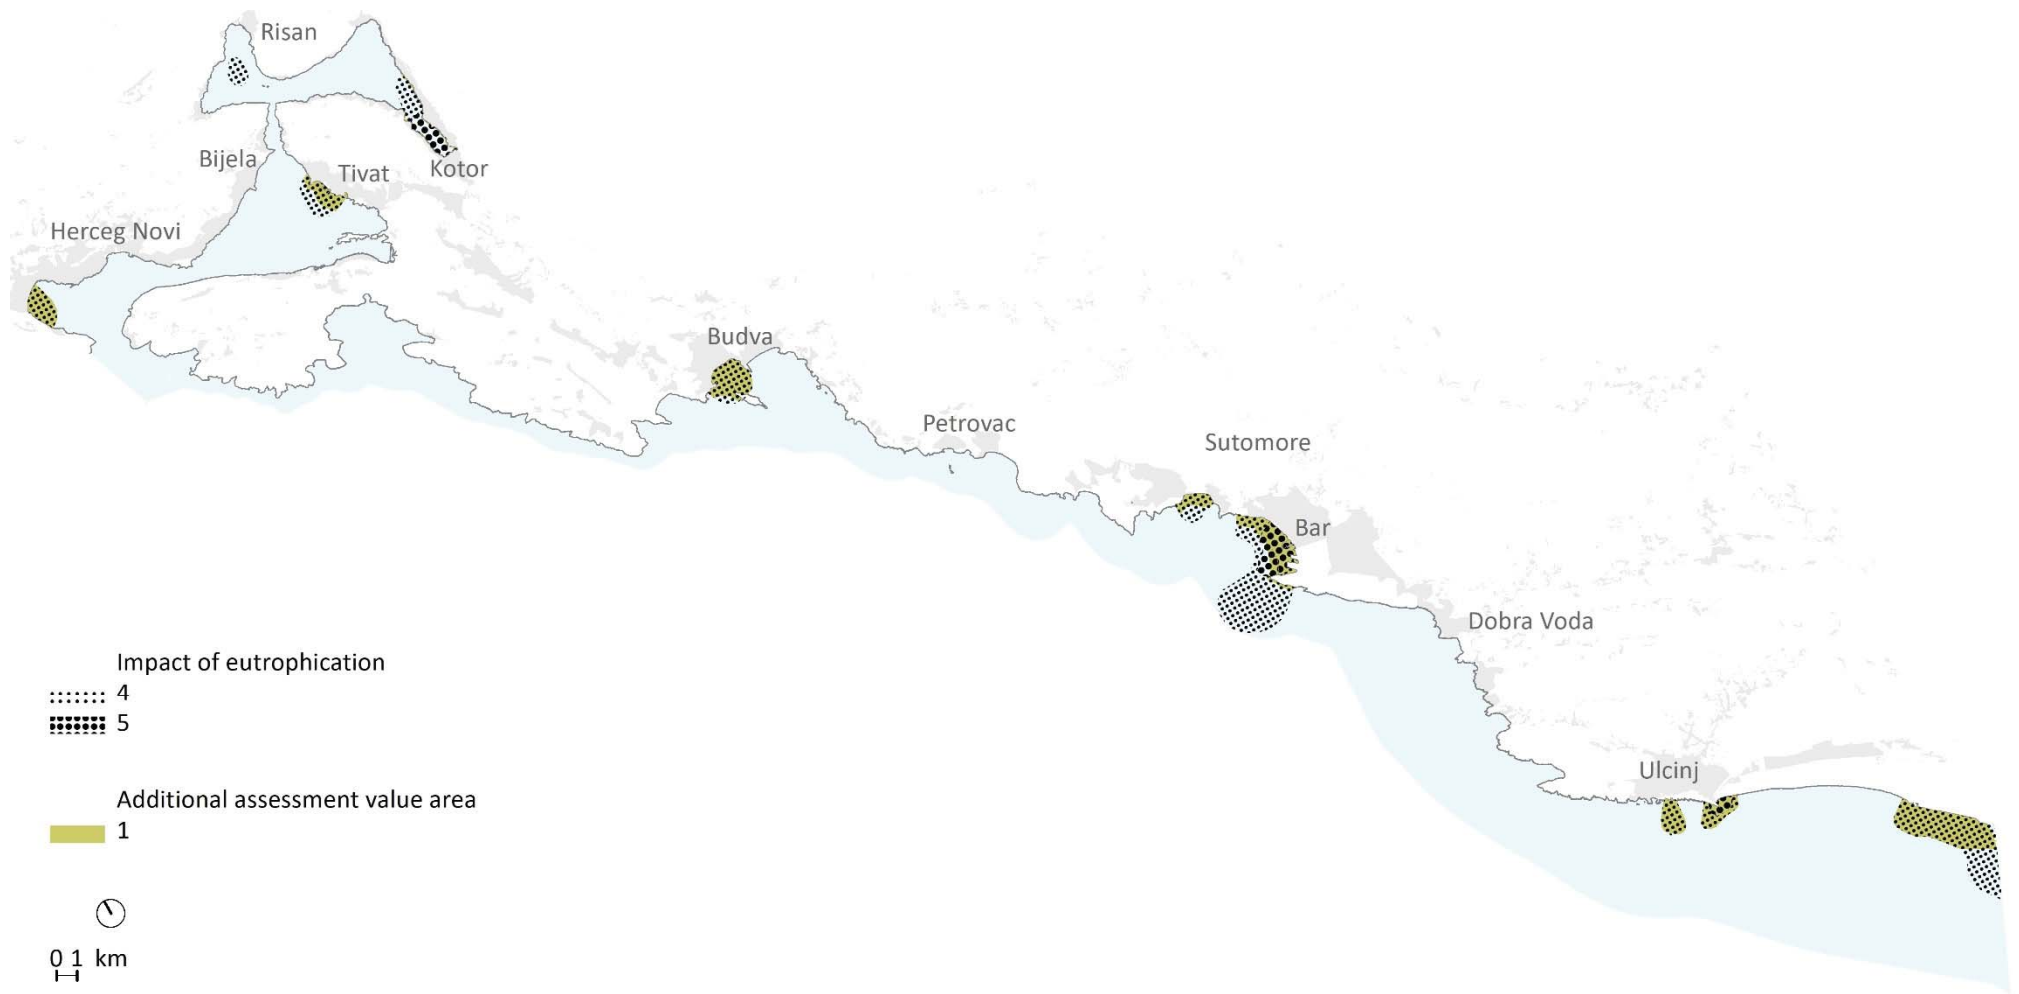 Risan
Bijela
Tivat
Kotor
Herceg Novi
Budva
Petrovac
Sutomore
Bar
Dobra Voda
Ulcinj
Impact of eutrophication
4
5
Additional assessment value area
1
0 1 km